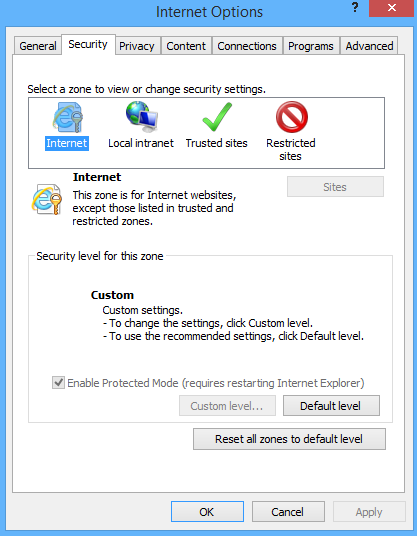 Internet Options
?
General Security Privacy Content Connections Programs Advanced
Select a zone to view or change security settings.
Internet Local intranet Trusted sites Restricted
sites
Internet
Sites
This zone is for Internet websites,
except those listed in trusted and
restricted zones.
Security level for this zone
Custom
Custom settings.
- To change the settings, click Custom level.
- To use the recommended settings, click Default level.
Enable Protected Mode (requires restarting Internet Explorer)
Custom level... Default level
Reset all zones to default level
OK Cancel Apply